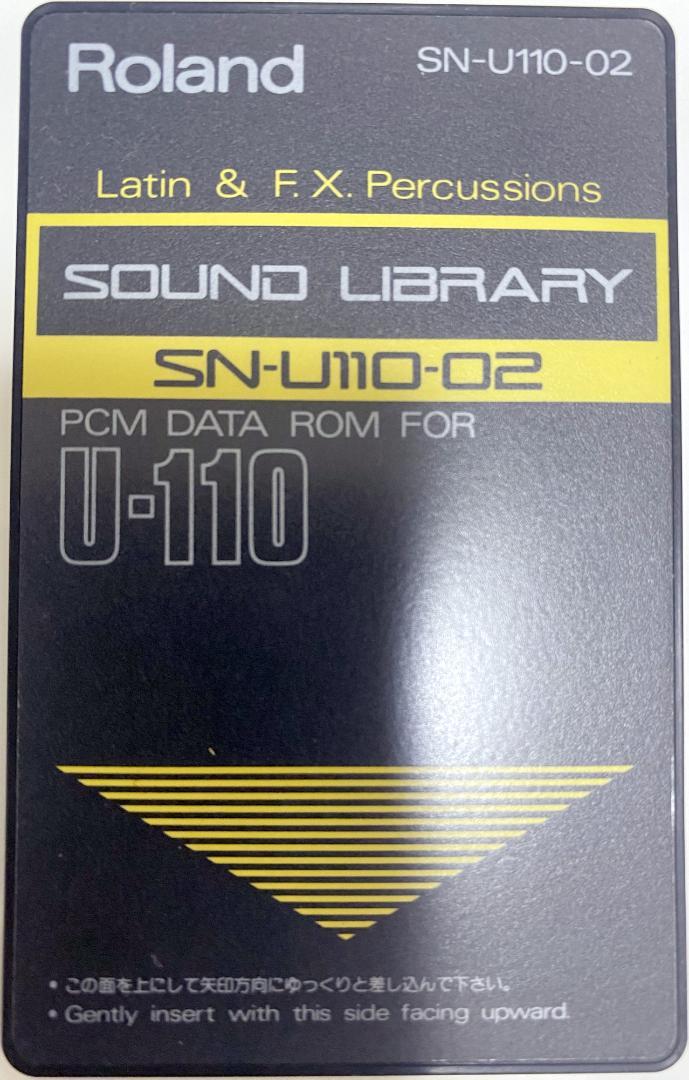 Roland
SN-U110-02
Latin & F.X. Percussions
SOUND LIBRARY
SN-U110-02
PCM DATA ROM FOR
U-110
• この面を上にして矢印方向にゆっくりと差し込んで下さい。
• Gently insert with this side facing upward.